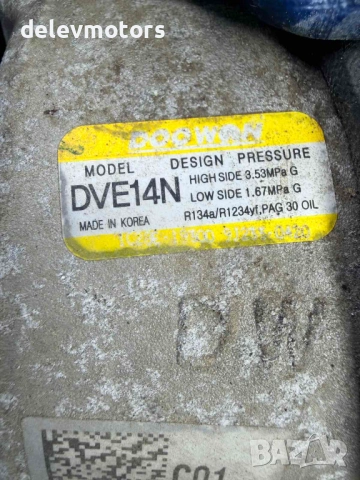 delevmotors
DOOWON
MODEL DESIGN PRESSURE
DVE14N HIGH SIDE 3.53MPa G
LOW SIDE 1.67MPa G
MADE IN KOREA R134a/R1234yf,PAG 30 OIL
DW
C01
BAZAR